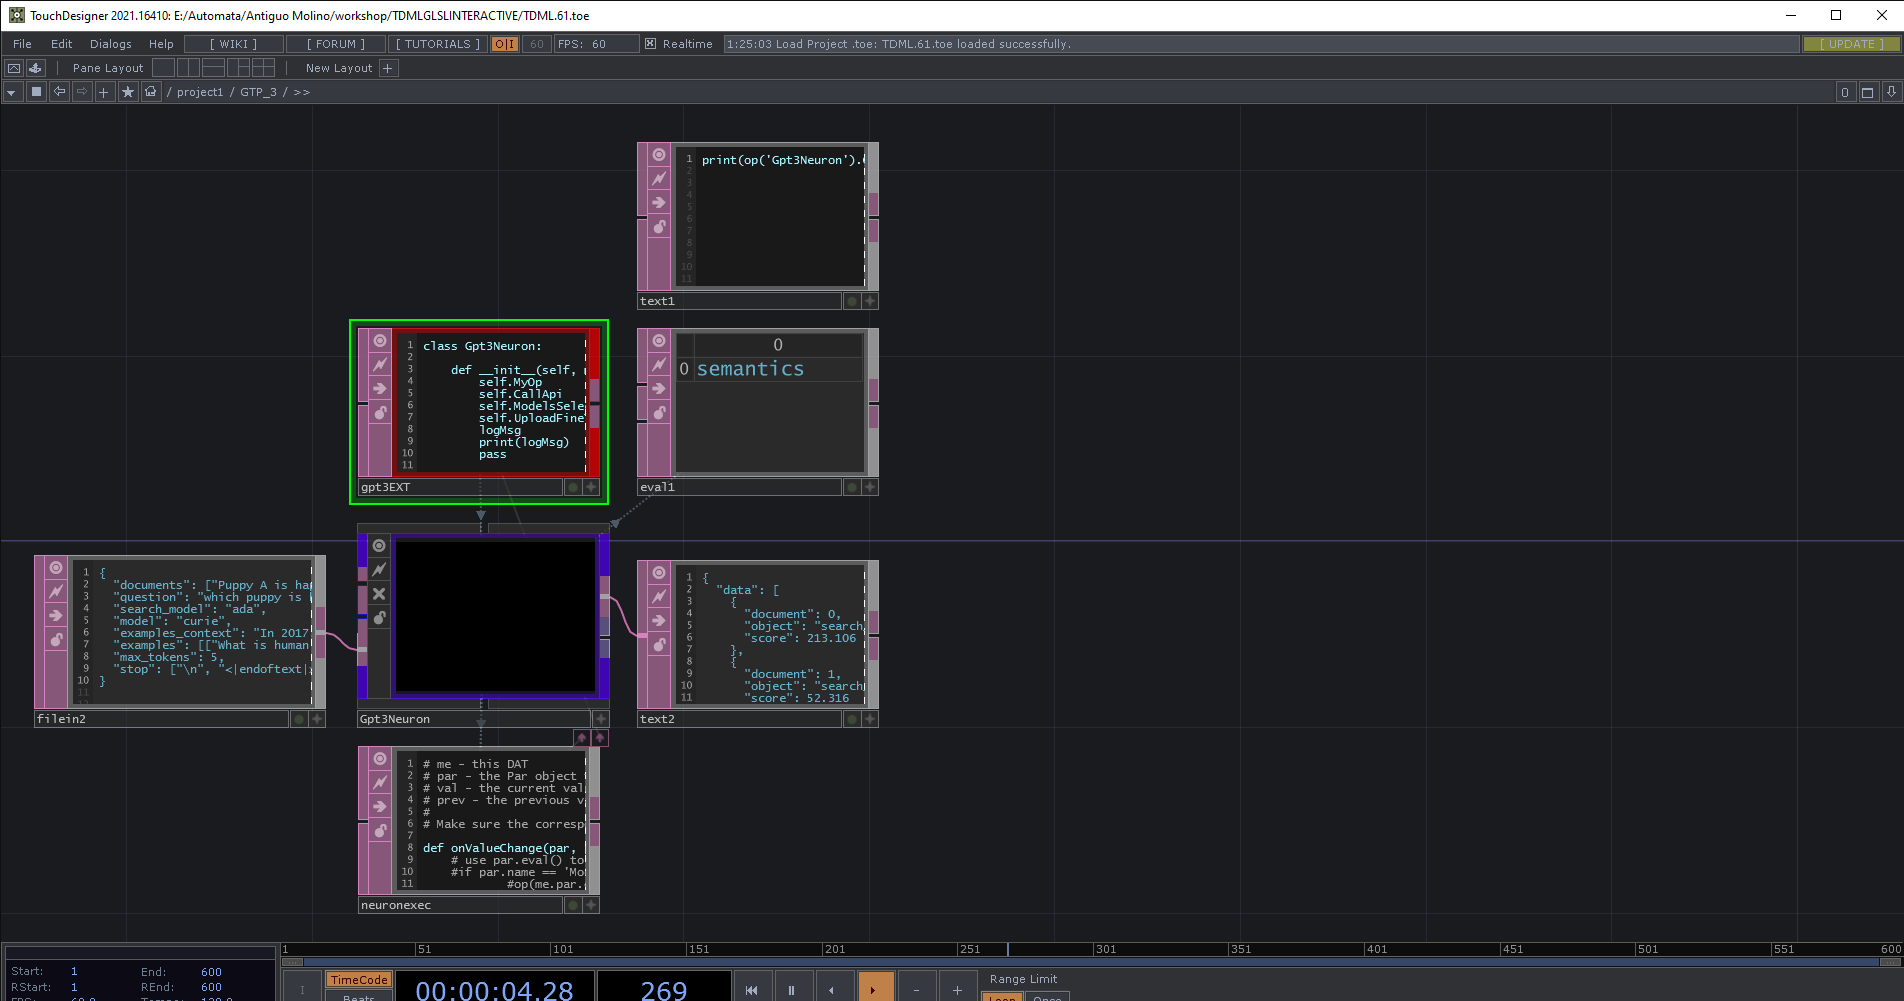 TouchDesigner 2021.16410: E:/Automata/Antiguo Molino/workshop/TDMLGLSLINTERACTIVE/TDML.61.toe
File Edit Dialogs Help [ WIKI ] [ FORUM ] [ TUTORIALS ] O|I 60 FPS: 60 Realtime 1:25:03 Load Project .toe: TDML.61.toe loaded successfully. [ UPDATE ]
Pane Layout New Layout +
/ project1 / GTP_3 / >> 0
1 print(op('Gpt3Neuron').
2
3
4
5
6
7
8
9
10
11
text1
1 class Gpt3Neuron:
2
3 def __init__(self,
4 self.MyOp
5 self.CallApi
6 self.ModelsSele
7 self.UploadFine
8 logMsg
9 print(logMsg)
10 pass
11
gpt3EXT
0
0 semantics
eval1
1 {
2 "documents": ["Puppy A is ha
3 "question": "which puppy is
4 "search_model": "ada",
5 "model": "curie",
6 "examples_context": "In 2017
7 "examples": [["What is human
8 "max_tokens": 5,
9 "stop": ["\n", "<|endoftext|
10 }
11
filein2
Gpt3Neuron
1 {
2 "data": [
3 {
4 "document": 0,
5 "object": "search
6 "score": 213.106
7 },
8 {
9 "document": 1,
10 "object": "search
11 "score": 52.316
text2
1 # me - this DAT
2 # par - the Par object
3 # val - the current val
4 # prev - the previous v
5 #
6 # Make sure the corresp
7
8 def onValueChange(par,
9 # use par.eval() to
10 #if par.name == 'Mo
11 #op(me.par.
neuronexec
1 51 101 151 201 251 301 351 401 451 501 551 600
Start: 1 End: 600
RStart: 1 REnd: 600
TimeCode
Beats
00:00:04.28
269
Range Limit
Loop Once